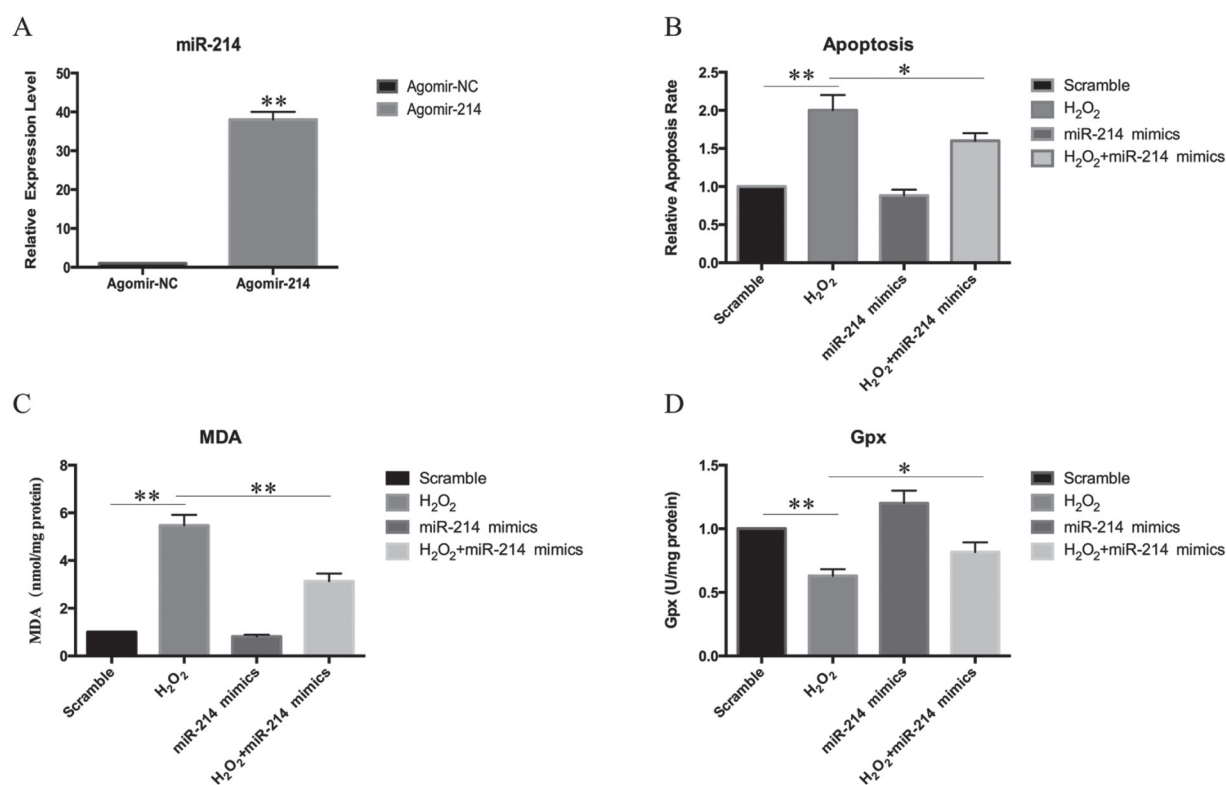 A
miR-214
Relative Expression Level
50
40
30
20
10
0
**
Agomir-NC
Agomir-214
Agomir-NC
Agomir-214
B
Apoptosis
Relative Apoptosis Rate
2.5
2.0
1.5
1.0
0.5
0.0
**
*
Scramble
H₂O₂
miR-214 mimics
H₂O₂+miR-214 mimics
Scramble
H₂O₂
miR-214 mimics
H₂O₂+miR-214 mimics
C
MDA
MDA (nmol/mg protein)
8
6
4
2
0
**
**
Scramble
H₂O₂
miR-214 mimics
H₂O₂+miR-214 mimics
Scramble
H₂O₂
miR-214 mimics
H₂O₂+miR-214 mimics
D
Gpx
Gpx (U/mg protein)
1.5
1.0
0.5
0.0
**
*
Scramble
H₂O₂
miR-214 mimics
H₂O₂+miR-214 mimics
Scramble
H₂O₂
miR-214 mimics
H₂O₂+miR-214 mimics